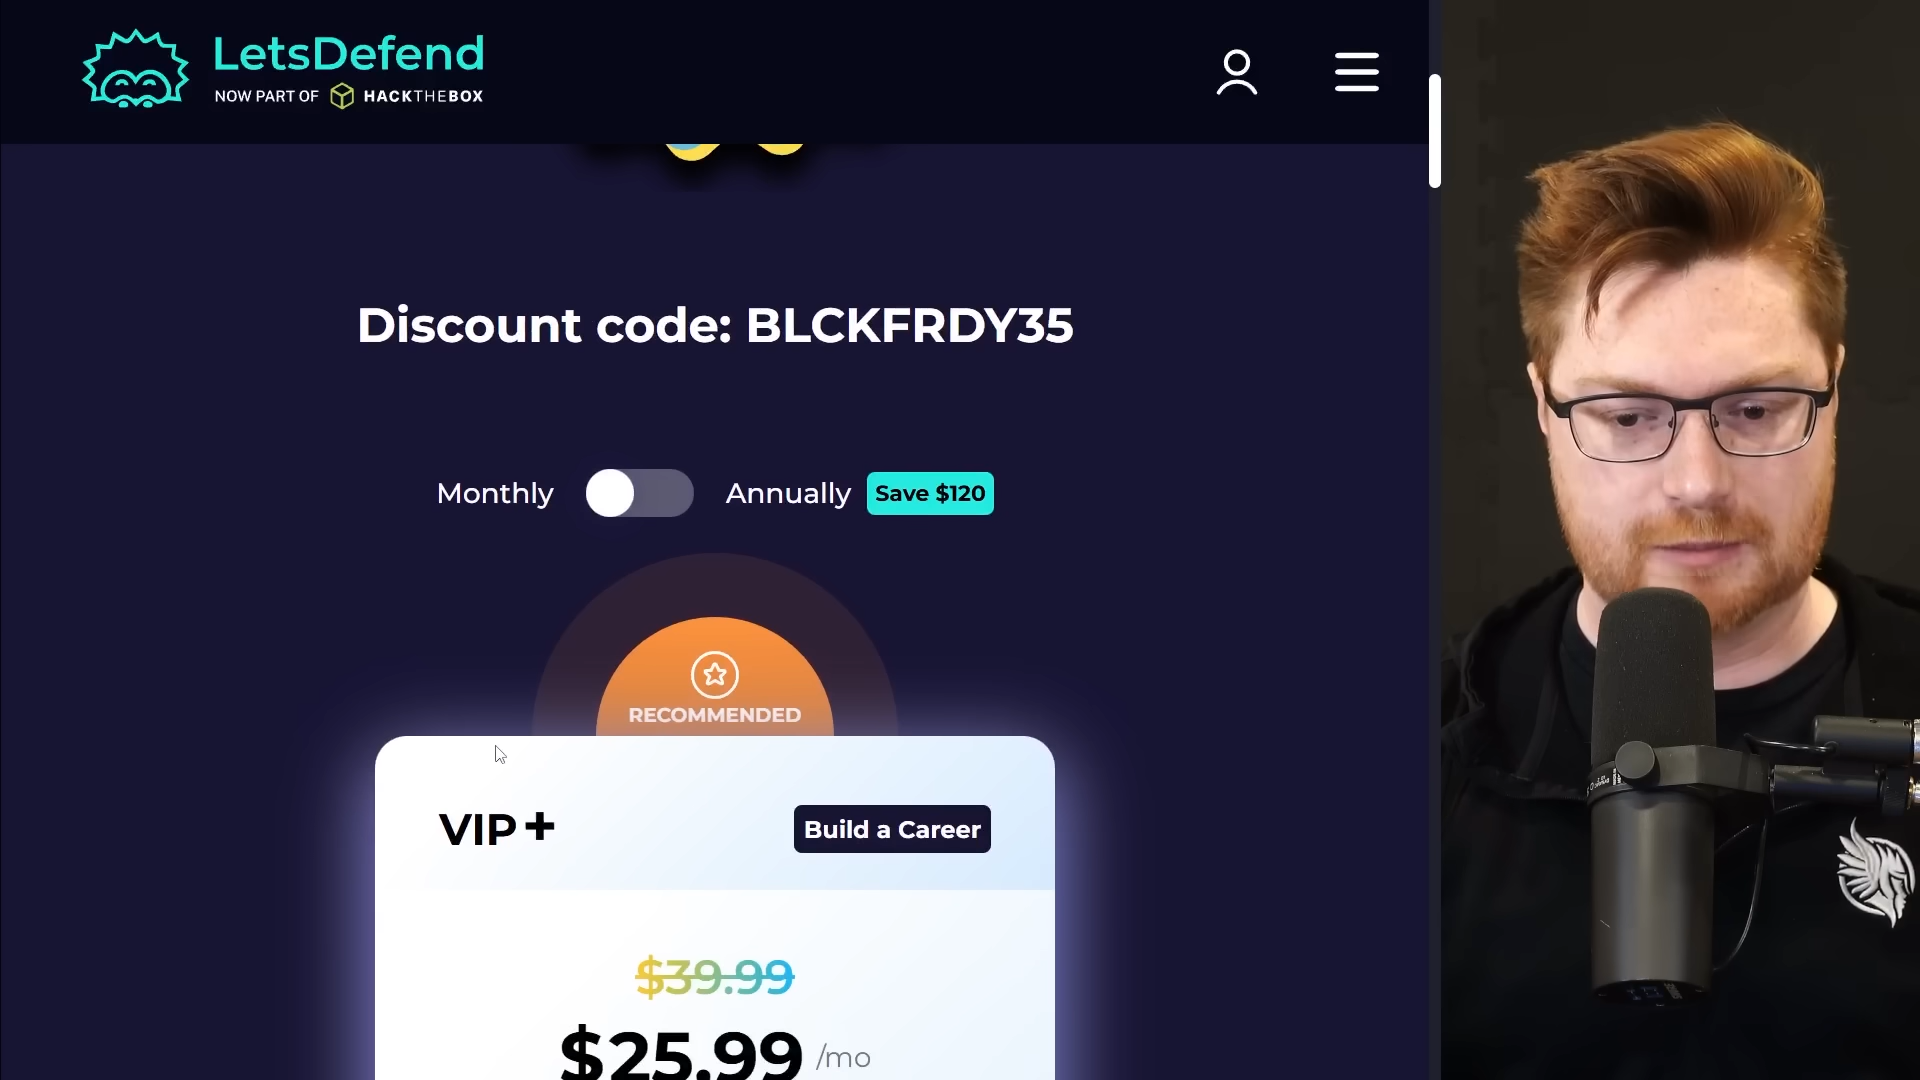 LetsDefend
NOW PART OF HACKTHEBOX
Discount code: BLCKFRDY35
Monthly
Annually
Save $120
RECOMMENDED
VIP+
Build a Career
$39.99
$25.99 /mo